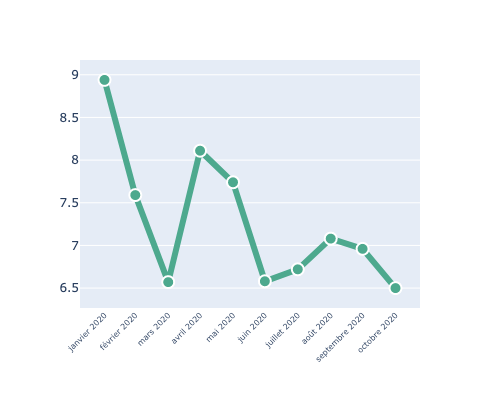 9
8.5
8
7.5
7
6.5
janvier 2020
février 2020
mars 2020
avril 2020
mai 2020
juin 2020
juillet 2020
août 2020
septembre 2020
octobre 2020